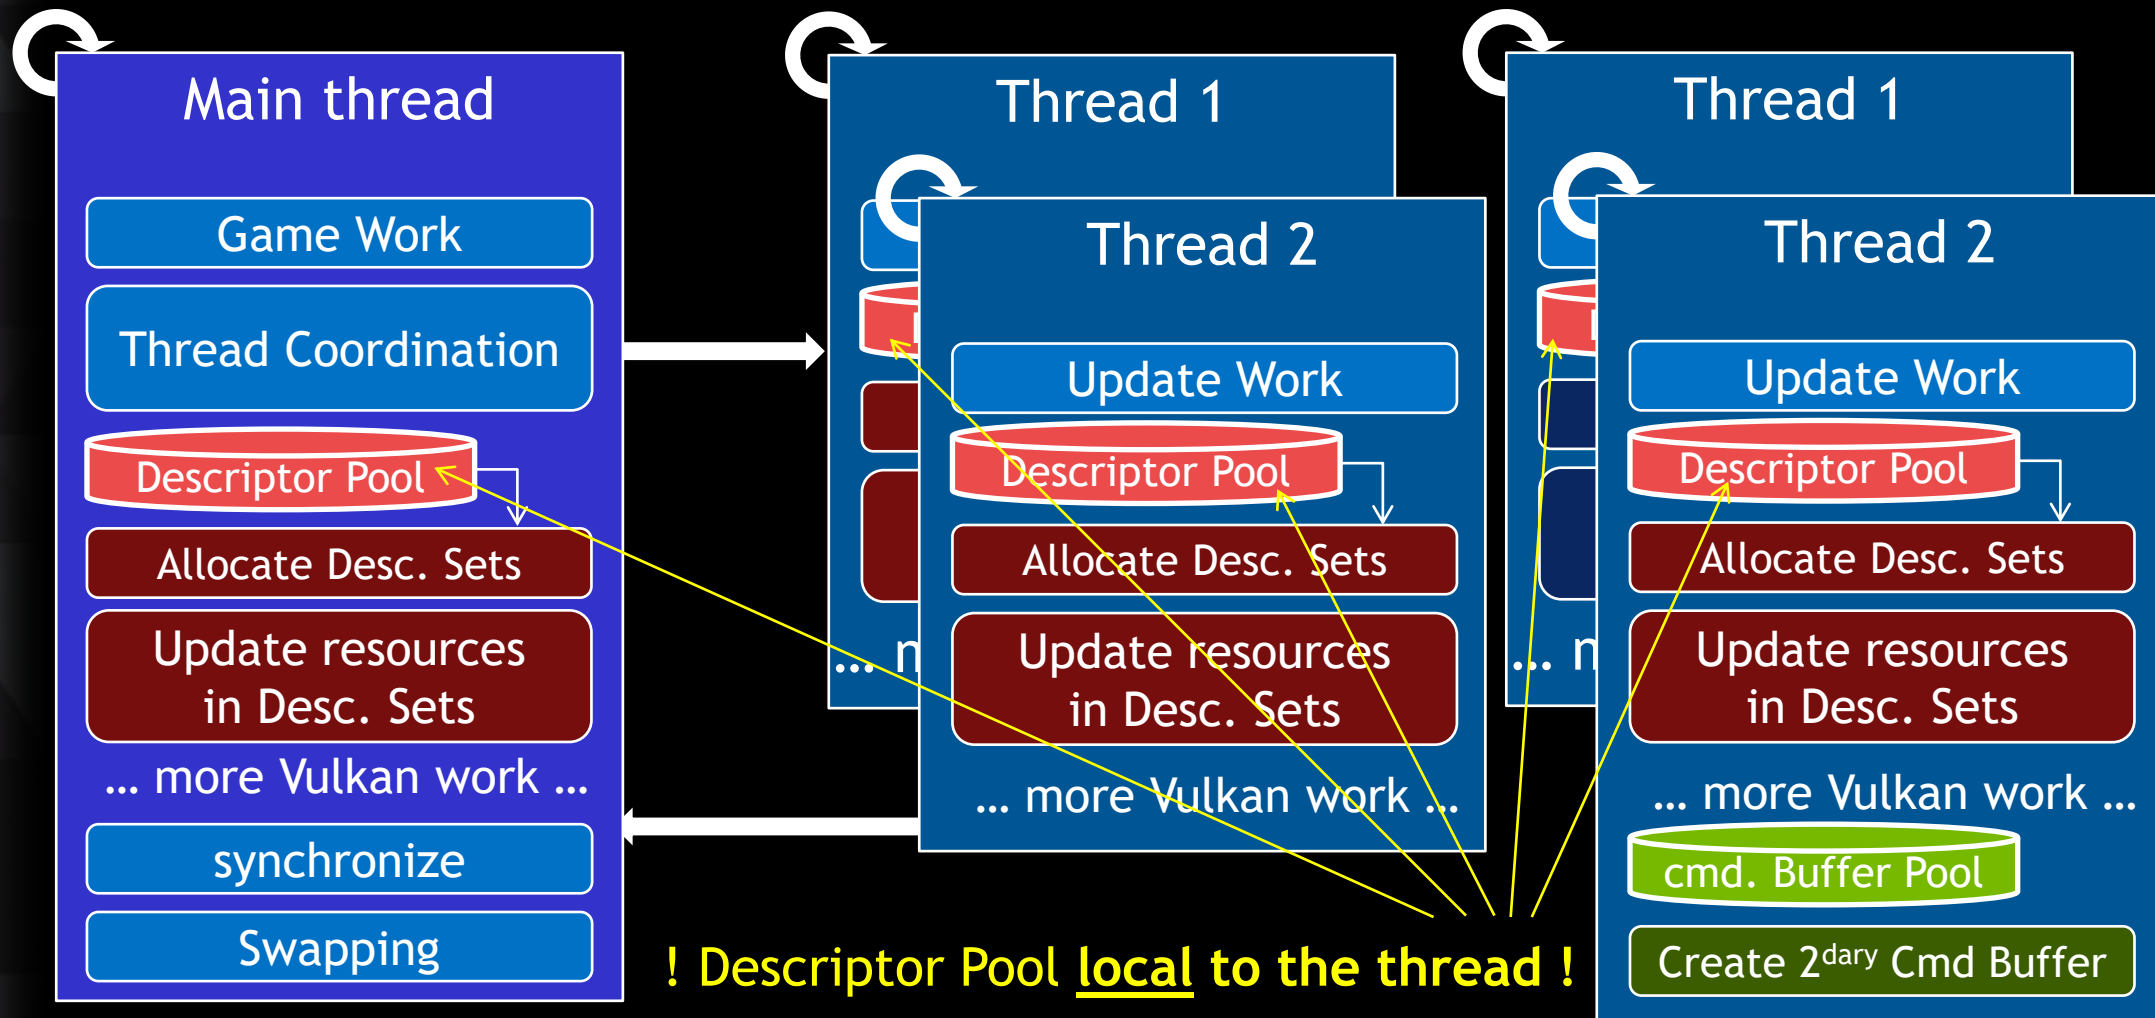 Main thread
Game Work
Thread Coordination
Descriptor Pool
Allocate Desc. Sets
Update resources
in Desc. Sets
... more Vulkan work ...
synchronize
Swapping
Thread 1
Thread 2
Update Work
Descriptor Pool
Allocate Desc. Sets
Update resources
in Desc. Sets
... more Vulkan work ...
Thread 1
Thread 2
Update Work
Descriptor Pool
Allocate Desc. Sets
Update resources
in Desc. Sets
... more Vulkan work ...
cmd. Buffer Pool
Create 2dary Cmd Buffer
! Descriptor Pool local to the thread !